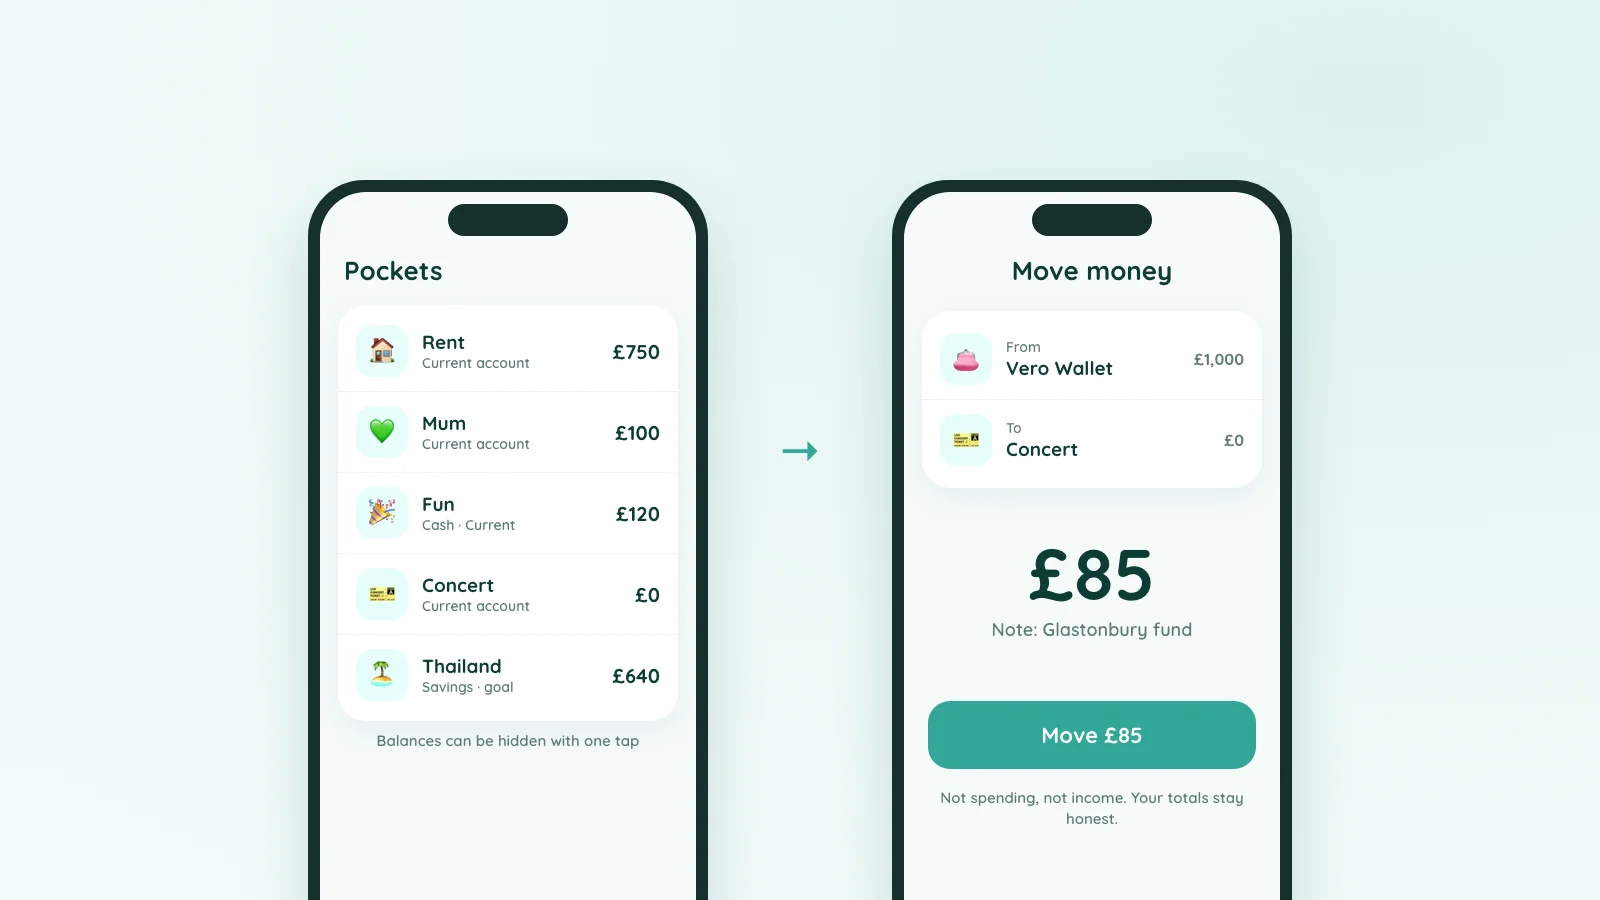 Pockets
Rent
Current account
£750
Mum
Current account
£100
Fun
Cash · Current
£120
Concert
Current account
£0
Thailand
Savings · goal
£640
Balances can be hidden with one tap
→
Move money
From
Vero Wallet
£1,000
To
Concert
£0
£85
Note: Glastonbury fund
Move £85
Not spending, not income. Your totals stay
honest.